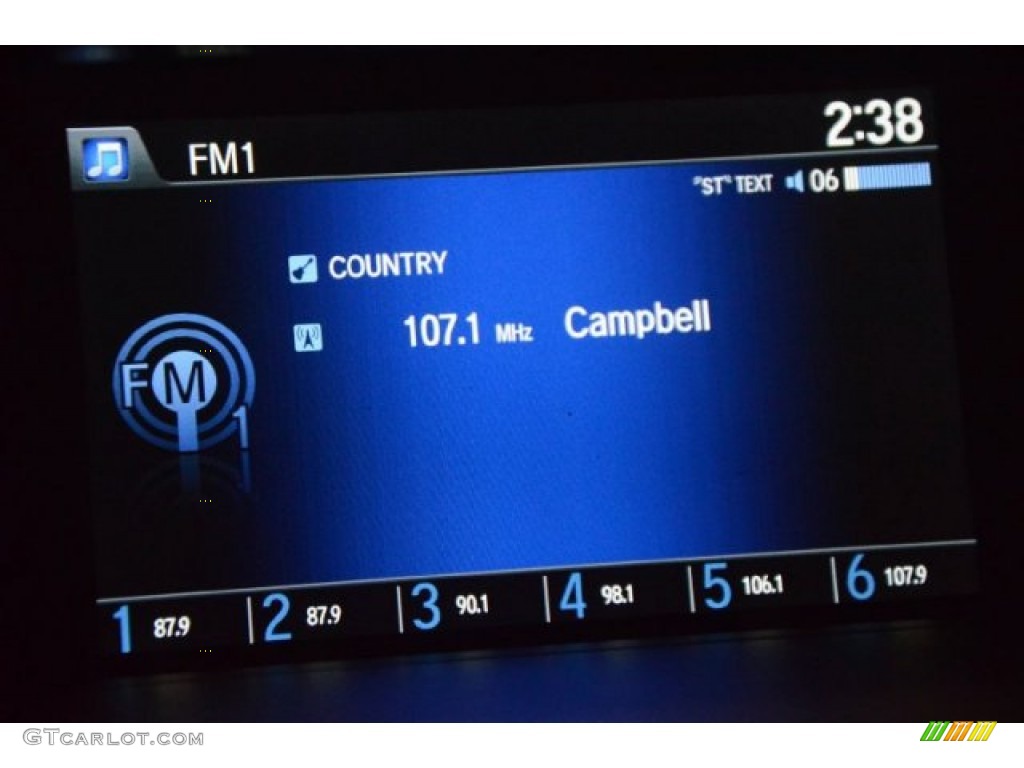 2:38
FM1
"ST" TEXT 06
COUNTRY
107.1 MHz Campbell
FM
1
1 87.9 2 87.9 3 90.1 4 98.1 5 106.1 6 107.9
GTCARLOT.COM